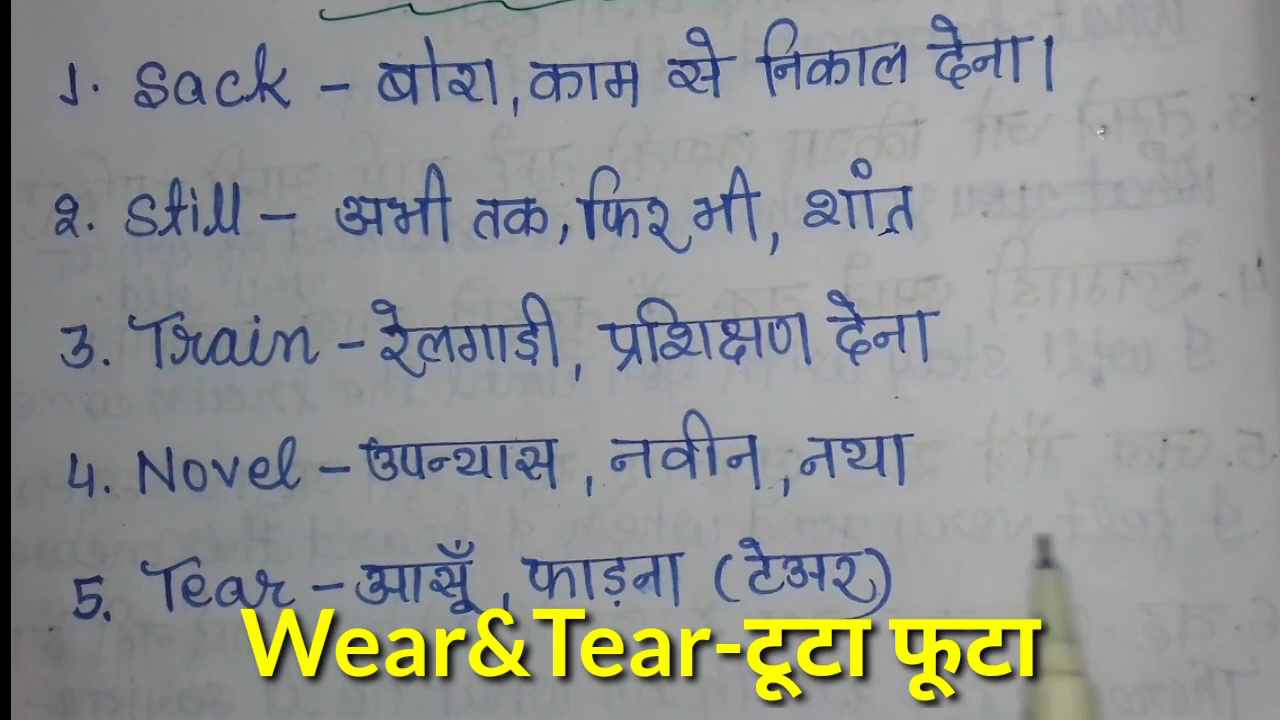 1. Sack - बोरा, काम से निकाल देना।
2. Still - अभी तक, फिर भी, शांत
3. Train - रेलगाड़ी, प्रशिक्षण देना
4. Novel - उपन्यास, नवीन, नया
5. Tear - आसूँ, फाड़ना (टेअर)
Wear&Tear-टूटा फूटा